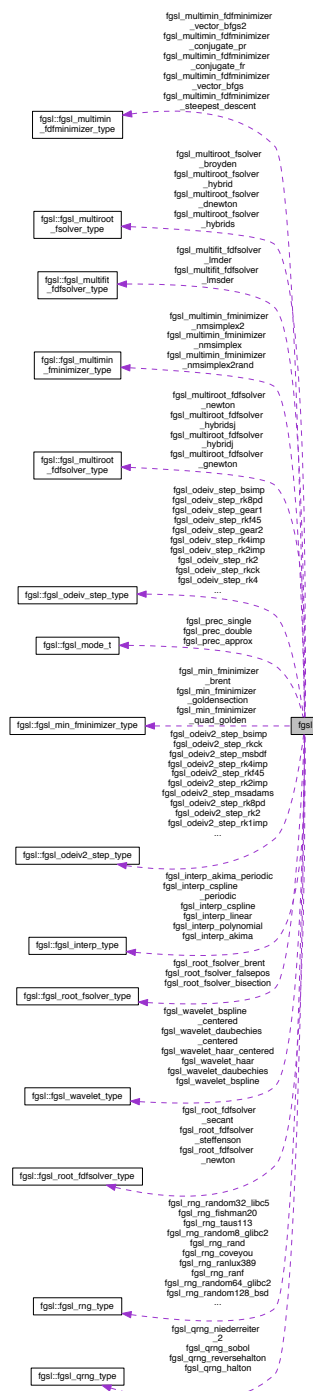 fgsl_multimin_fdfminimizer
_vector_bfgs2
fgsl_multimin_fdfminimizer
_conjugate_pr
fgsl_multimin_fdfminimizer
_conjugate_fr
fgsl_multimin_fdfminimizer
_vector_bfgs
fgsl_multimin_fdfminimizer
_steepest_descent
fgsl::fgsl_multimin
_fdfminimizer_type
fgsl_multiroot_fsolver
_broyden
fgsl_multiroot_fsolver
_hybrid
fgsl_multiroot_fsolver
_dnewton
fgsl_multiroot_fsolver
_hybrids
fgsl::fgsl_multiroot
_fsolver_type
fgsl_multifit_fdfsolver
_lmder
fgsl_multifit_fdfsolver
_lmsder
fgsl::fgsl_multifit
_fdfsolver_type
fgsl_multimin_fminimizer
_nmsimplex2
fgsl_multimin_fminimizer
_nmsimplex
fgsl_multimin_fminimizer
_nmsimplex2rand
fgsl::fgsl_multimin
_fminimizer_type
fgsl_multiroot_fdfsolver
_newton
fgsl_multiroot_fdfsolver
_hybridsj
fgsl_multiroot_fdfsolver
_hybridj
fgsl_multiroot_fdfsolver
_gnewton
fgsl::fgsl_multiroot
_fdfsolver_type
fgsl_odeiv_step_bsimp
fgsl_odeiv_step_rk8pd
fgsl_odeiv_step_gear1
fgsl_odeiv_step_rkf45
fgsl_odeiv_step_gear2
fgsl_odeiv_step_rk4imp
fgsl_odeiv_step_rk2imp
fgsl_odeiv_step_rk2
fgsl_odeiv_step_rkck
fgsl_odeiv_step_rk4
...
fgsl::fgsl_odeiv_step_type
fgsl_prec_single
fgsl_prec_double
fgsl_prec_approx
fgsl::fgsl_mode_t
fgsl_min_fminimizer
_brent
fgsl_min_fminimizer
_goldensection
fgsl_min_fminimizer
_quad_golden
fgsl::fgsl_min_fminimizer_type
fgsl
fgsl_odeiv2_step_bsimp
fgsl_odeiv2_step_rkck
fgsl_odeiv2_step_msbdf
fgsl_odeiv2_step_rk4imp
fgsl_odeiv2_step_rkf45
fgsl_odeiv2_step_rk2imp
fgsl_odeiv2_step_msadams
fgsl_odeiv2_step_rk8pd
fgsl_odeiv2_step_rk2
fgsl_odeiv2_step_rk1imp
...
fgsl::fgsl_odeiv2_step_type
fgsl_interp_akima_periodic
fgsl_interp_cspline
_periodic
fgsl_interp_cspline
fgsl_interp_linear
fgsl_interp_polynomial
fgsl_interp_akima
fgsl::fgsl_interp_type
fgsl_root_fsolver_brent
fgsl_root_fsolver_falsepos
fgsl_root_fsolver_bisection
fgsl::fgsl_root_fsolver_type
fgsl_wavelet_bspline
_centered
fgsl_wavelet_daubechies
_centered
fgsl_wavelet_haar_centered
fgsl_wavelet_haar
fgsl_wavelet_daubechies
fgsl_wavelet_bspline
fgsl::fgsl_wavelet_type
fgsl_root_fdfsolver
_secant
fgsl_root_fdfsolver
_steffenson
fgsl_root_fdfsolver
_newton
fgsl::fgsl_root_fdfsolver_type
fgsl_rng_random32_libc5
fgsl_rng_fishman20
fgsl_rng_taus113
fgsl_rng_random8_glibc2
fgsl_rng_rand
fgsl_rng_coveyou
fgsl_rng_ranlux389
fgsl_rng_ranf
fgsl_rng_random64_glibc2
fgsl_rng_random128_bsd
...
fgsl::fgsl_rng_type
fgsl_qrng_niederreiter
_2
fgsl_qrng_sobol
fgsl_qrng_reversehalton
fgsl_qrng_halton
fgsl::fgsl_qrng_type